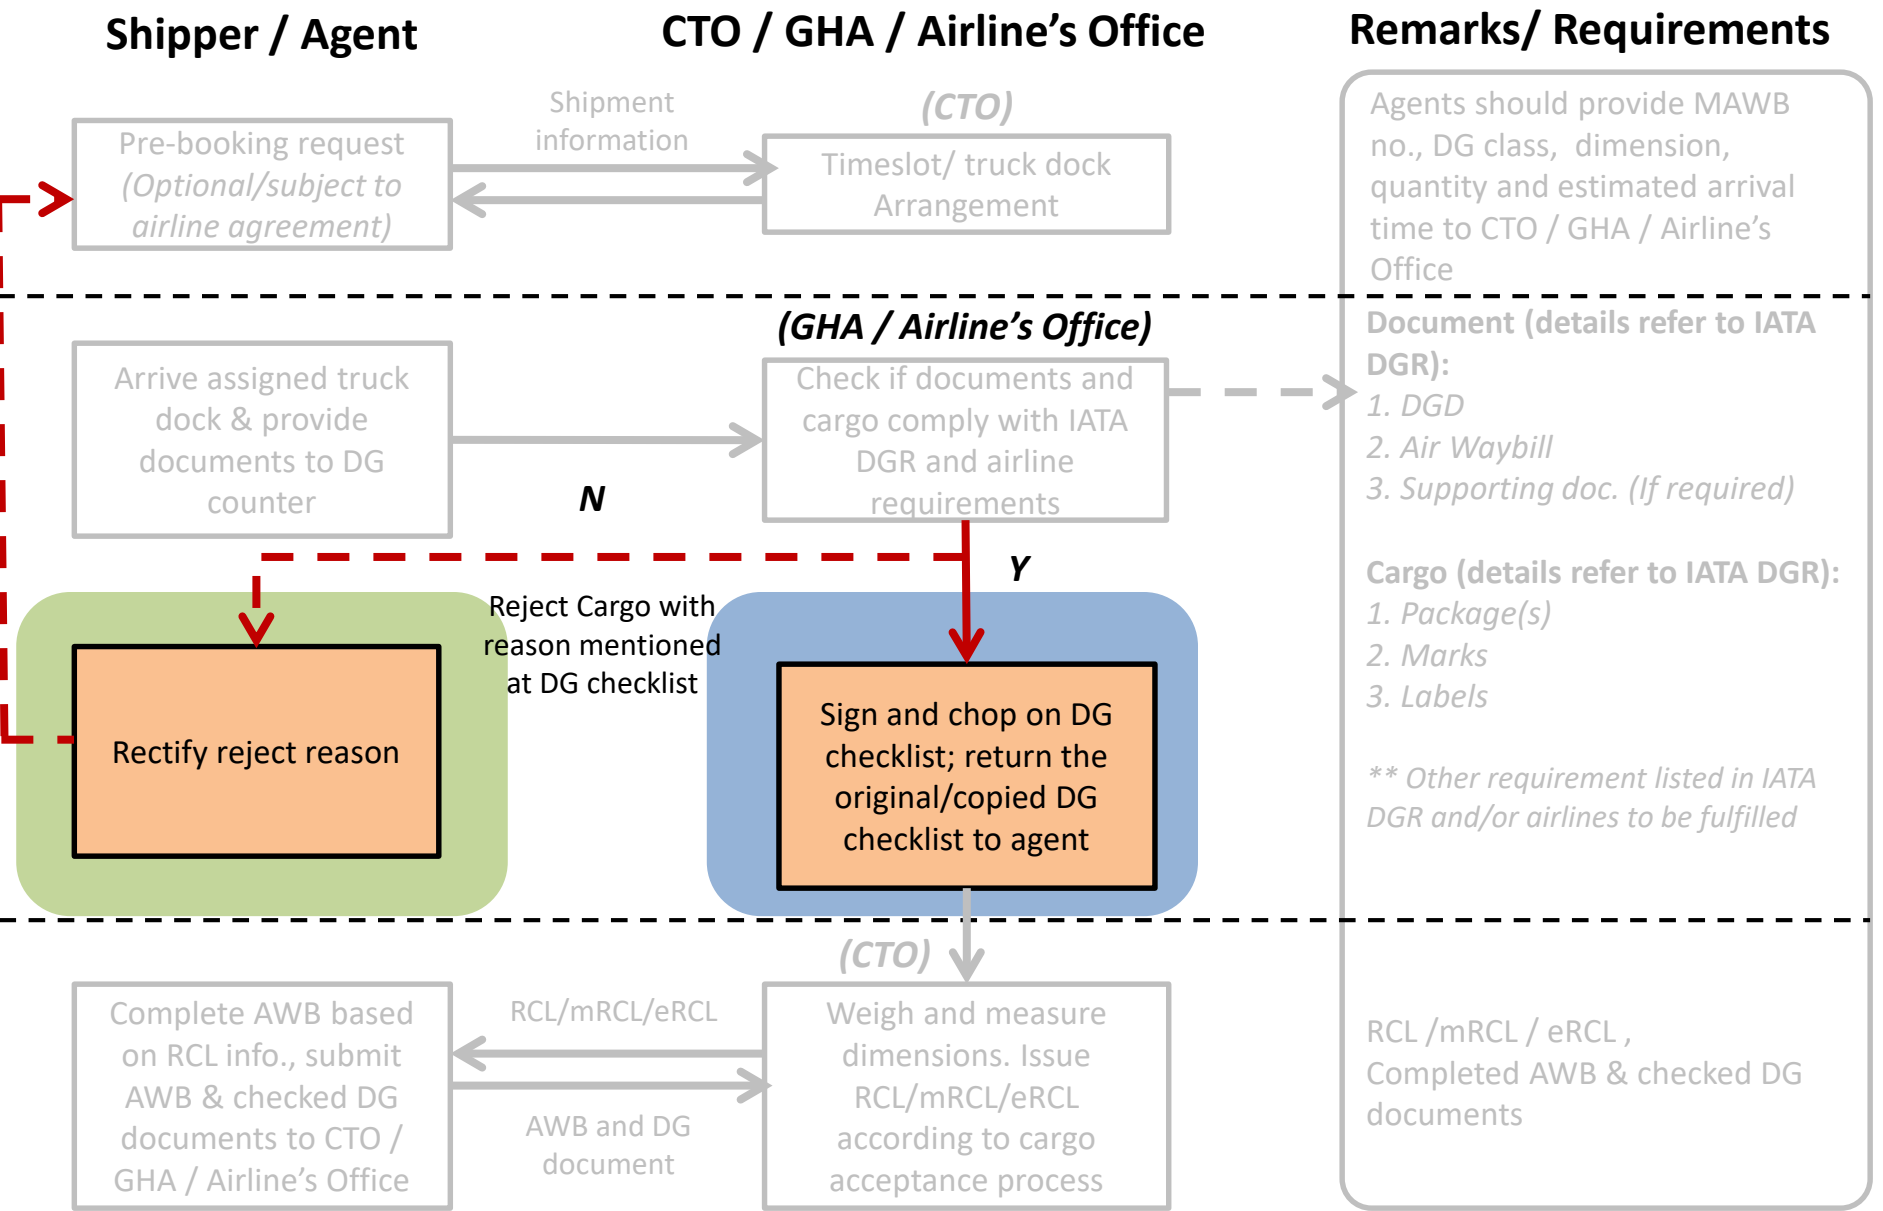 Shipper / Agent
CTO / GHA / Airline’s Office
Remarks/ Requirements
Pre-booking request
(Optional/subject to
airline agreement)
Shipment
information
(CTO)
Timeslot/ truck dock
Arrangement
Agents should provide MAWB
no., DG class, dimension,
quantity and estimated arrival
time to CTO / GHA / Airline’s
Office
Arrive assigned truck
dock & provide
documents to DG
counter
(GHA / Airline’s Office)
Check if documents and
cargo comply with IATA
DGR and airline
requirements
Document (details refer to IATA
DGR):
1. DGD
2. Air Waybill
3. Supporting doc. (If required)
N
Y
Reject Cargo with
reason mentioned
at DG checklist
Rectify reject reason
Sign and chop on DG
checklist; return the
original/copied DG
checklist to agent
Cargo (details refer to IATA DGR):
1. Package(s)
2. Marks
3. Labels
** Other requirement listed in IATA
DGR and/or airlines to be fulfilled
Complete AWB based
on RCL info., submit
AWB & checked DG
documents to CTO /
GHA / Airline’s Office
RCL/mRCL/eRCL
AWB and DG
document
(CTO)
Weigh and measure
dimensions. Issue
RCL/mRCL/eRCL
according to cargo
acceptance process
RCL /mRCL / eRCL ,
Completed AWB & checked DG
documents